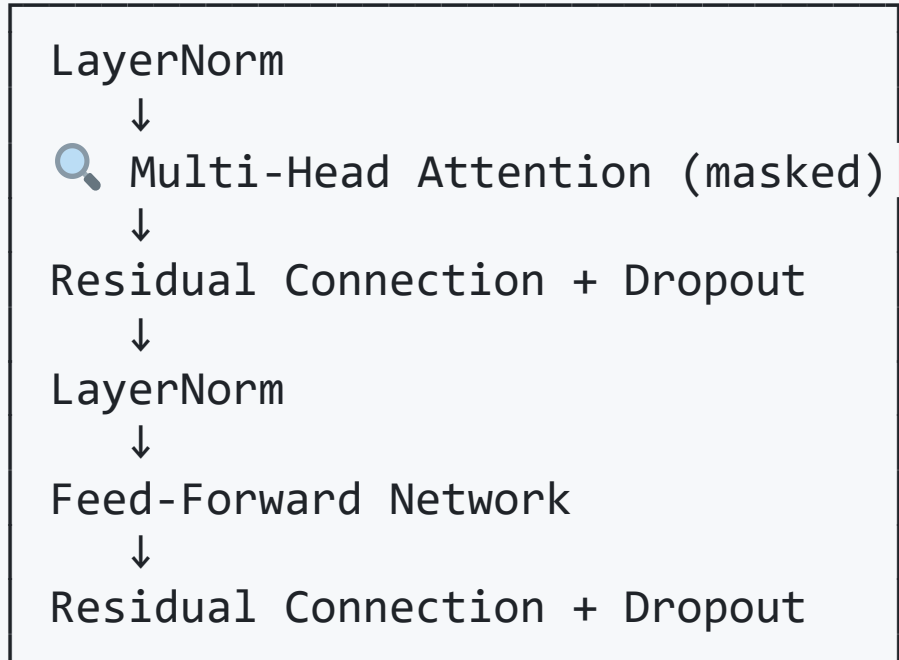 LayerNorm
↓
🔍 Multi-Head Attention (masked)
↓
Residual Connection + Dropout
↓
LayerNorm
↓
Feed-Forward Network
↓
Residual Connection + Dropout